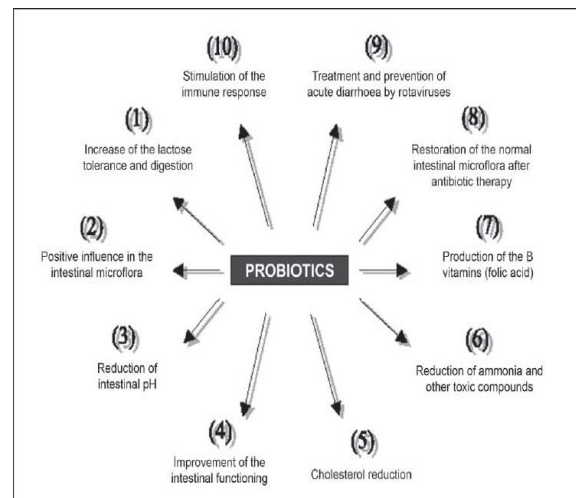 (10)
Stimulation of the
immune response
(9)
Treatment and prevention of
acute diarrhoea by rotaviruses
(1)
Increase of the lactose
tolerance and digestion
(8)
Restoration of the normal
intestinal microflora after
antibiotic therapy
(2)
Positive influence in the
intestinal microflora
PROBIOTICS
(7)
Production of the B
vitamins (folic acid)
(3)
Reduction of
intestinal pH
(6)
Reduction of ammonia and
other toxic compounds
(4)
Improvement of the
intestinal functioning
(5)
Cholesterol reduction